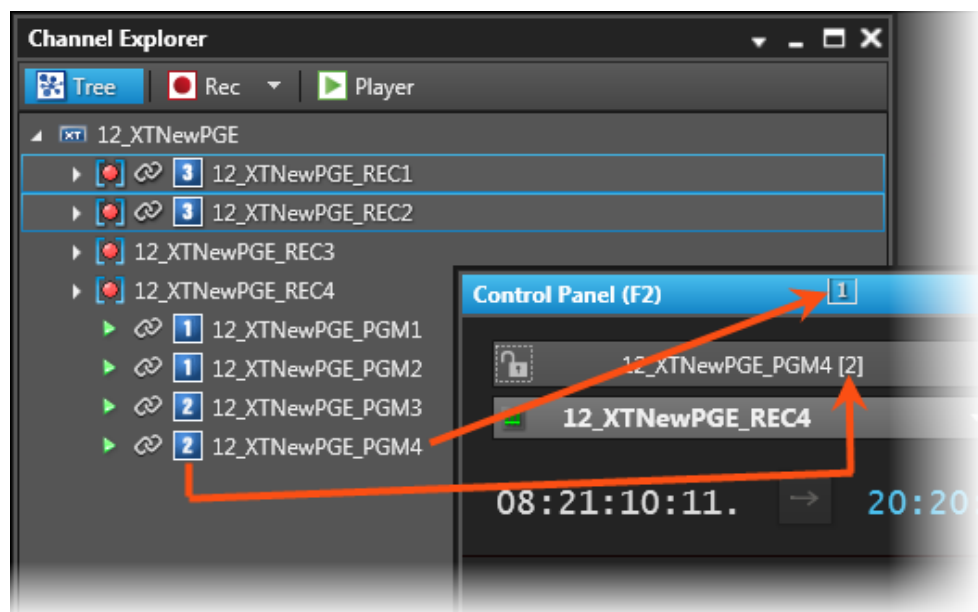 Channel Explorer
Tree Rec Player
XT 12_XTNewPGE
3 12_XTNewPGE_REC1
3 12_XTNewPGE_REC2
12_XTNewPGE_REC3
12_XTNewPGE_REC4
1 12_XTNewPGE_PGM1
1 12_XTNewPGE_PGM2
2 12_XTNewPGE_PGM3
2 12_XTNewPGE_PGM4
Control Panel (F2) 1
12_XTNewPGE_PGM4 [2]
12_XTNewPGE_REC4
08:21:10:11. → 20:20